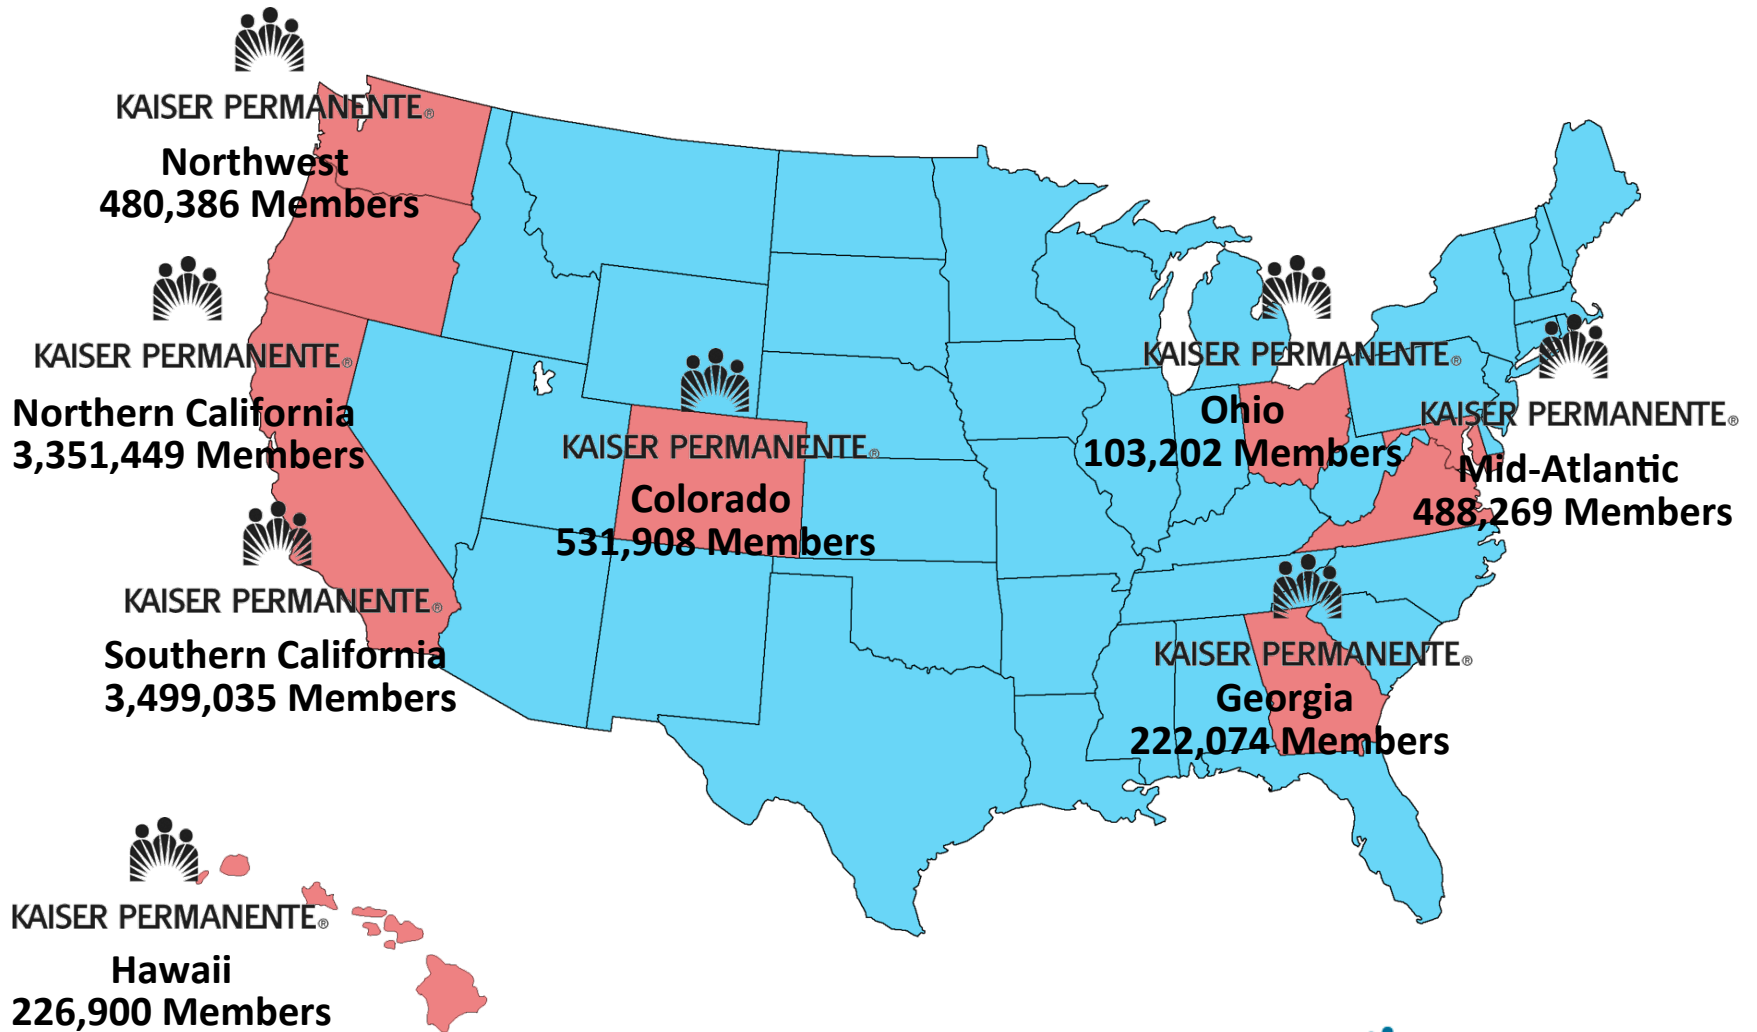 KAISER PERMANENTE®
Northwest
480,386 Members
KAISER PERMANENTE®
Northern California
3,351,449 Members
KAISER PERMANENTE®
Southern California
3,499,035 Members
KAISER PERMANENTE®
Colorado
531,908 Members
KAISER PERMANENTE®
Ohio
103,202 Members
KAISER PERMANENTE®
Mid-Atlantic
488,269 Members
KAISER PERMANENTE®
Georgia
222,074 Members
KAISER PERMANENTE®
Hawaii
226,900 Members